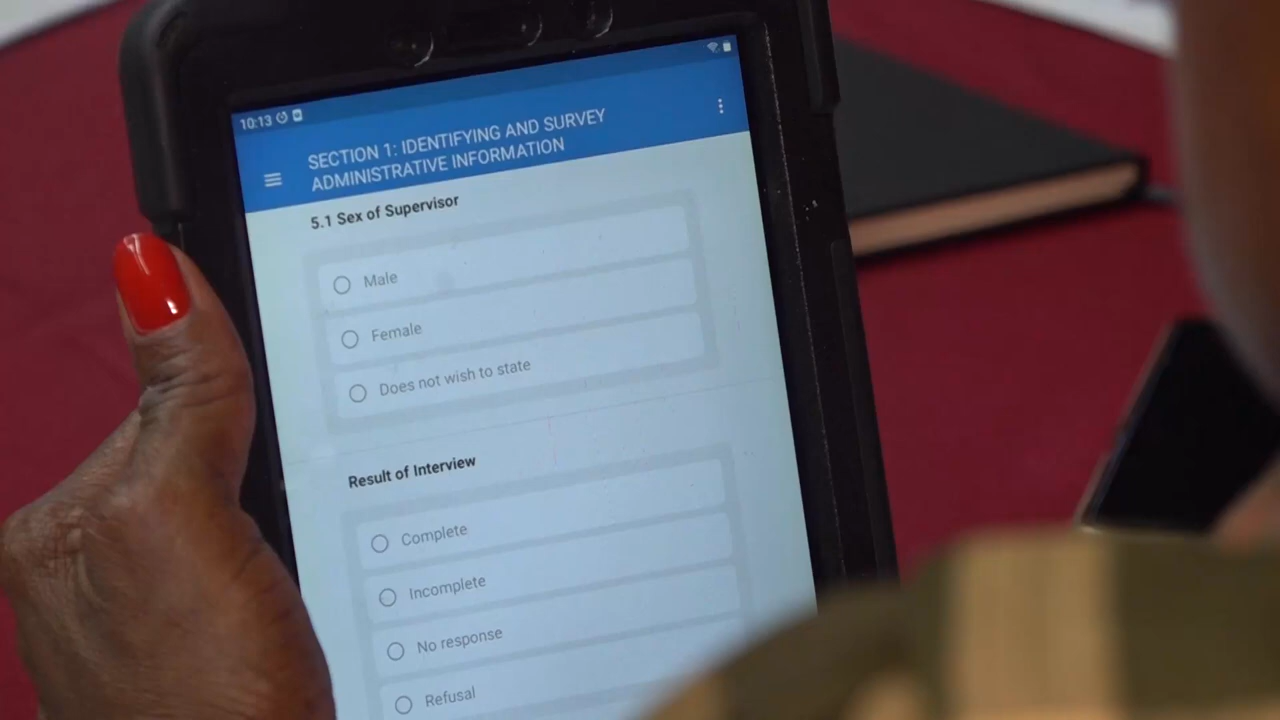 10:13
SECTION 1: IDENTIFYING AND SURVEY
ADMINISTRATIVE INFORMATION
5.1 Sex of Supervisor
Male
Female
Does not wish to state
Result of Interview
Complete
Incomplete
No response
Refusal